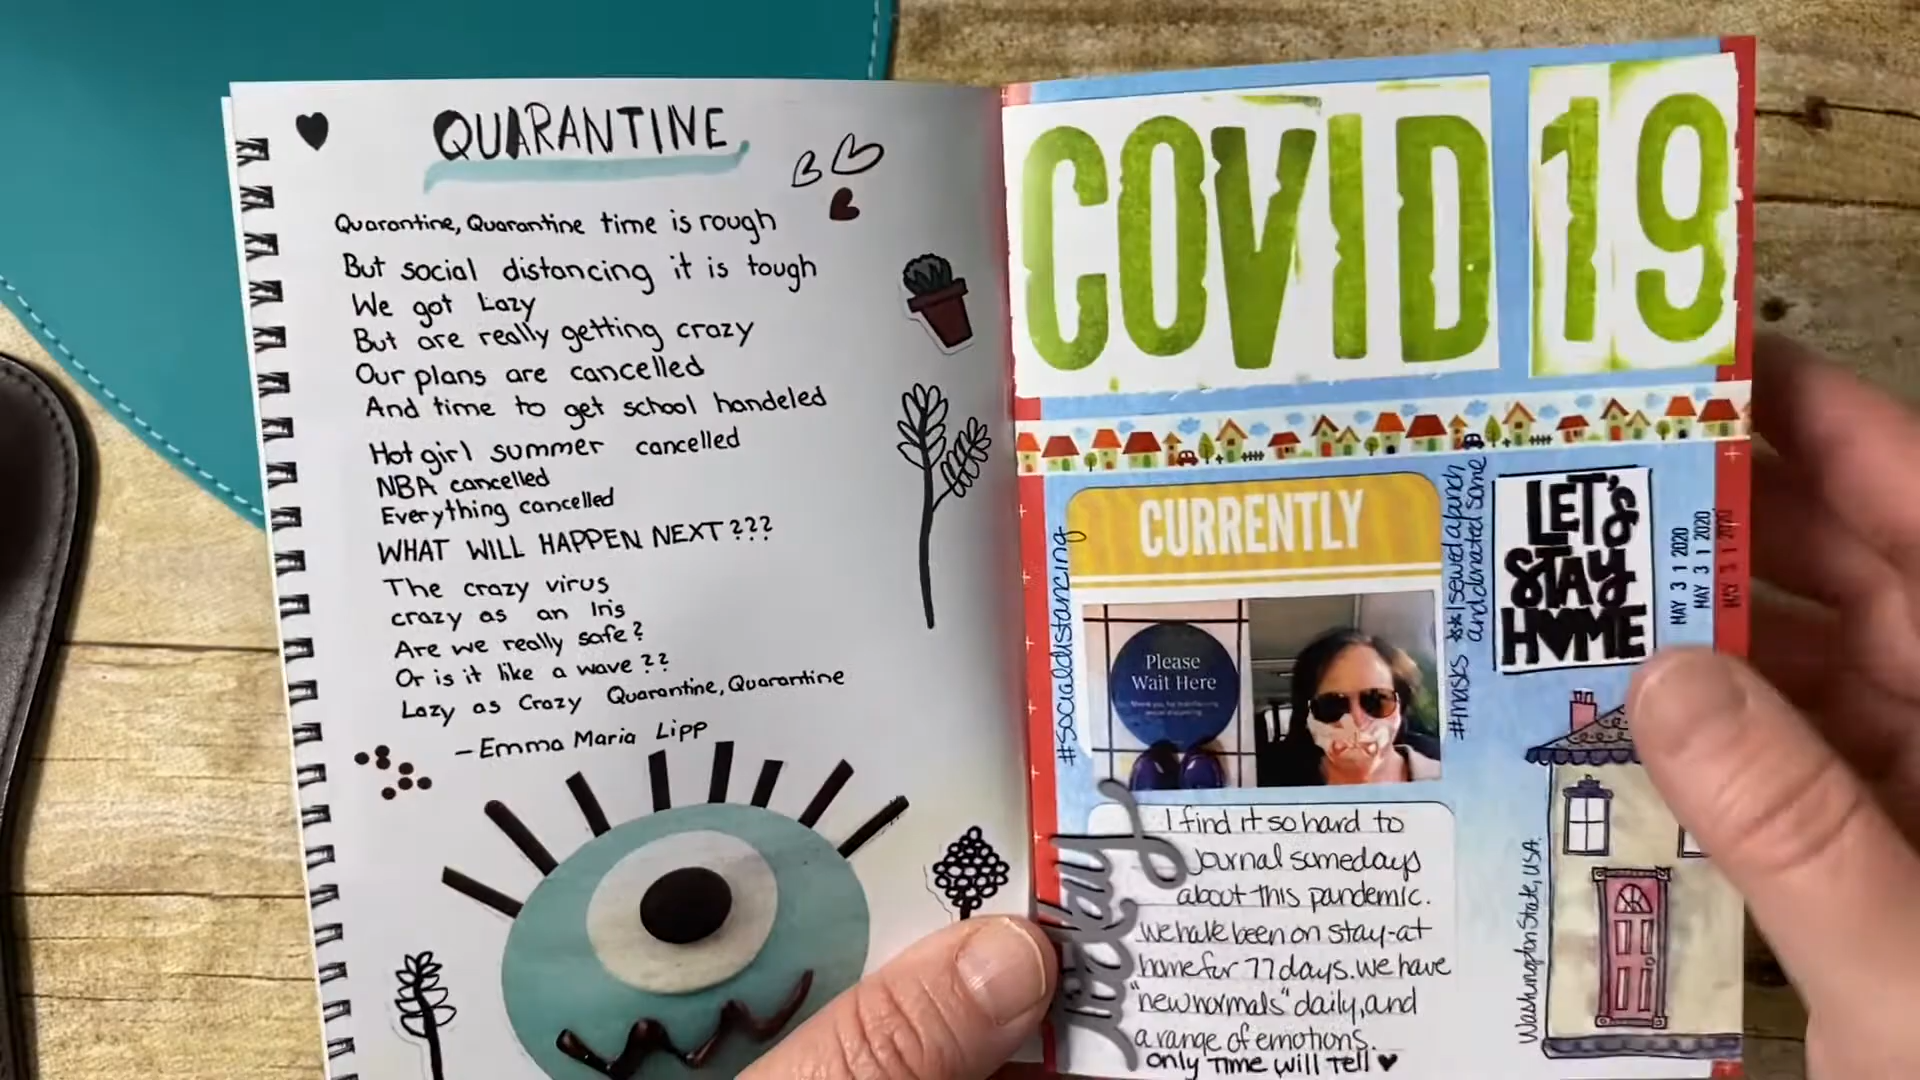 QUARANTINE
Quarantine, Quarantine time is rough
But social distancing it is tough
We got Lazy
But are really getting crazy
Our plans are cancelled
And time to get school handeled
Hot girl summer cancelled
NBA cancelled
Everything cancelled
WHAT WILL HAPPEN NEXT???
The crazy virus
crazy as an Iris
Are we really safe?
Or is it like a wave??
Lazy as Crazy Quarantine, Quarantine
- Emma Maria Lipp
COVID 19
CURRENTLY
#socialdistancing
Please
Wait Here
#masks **I sewed a bunch
and donated some
LET'S
STAY
HOME
MAY 31 2020
MAY 31 2020
MAY 31 2020
today
I find it so hard to
journal somedays
about this pandemic.
we have been on stay-at
home for 77 days. we have
"new normals" daily, and
a range of emotions.
only Time will Tell ♥
Washington State, USA